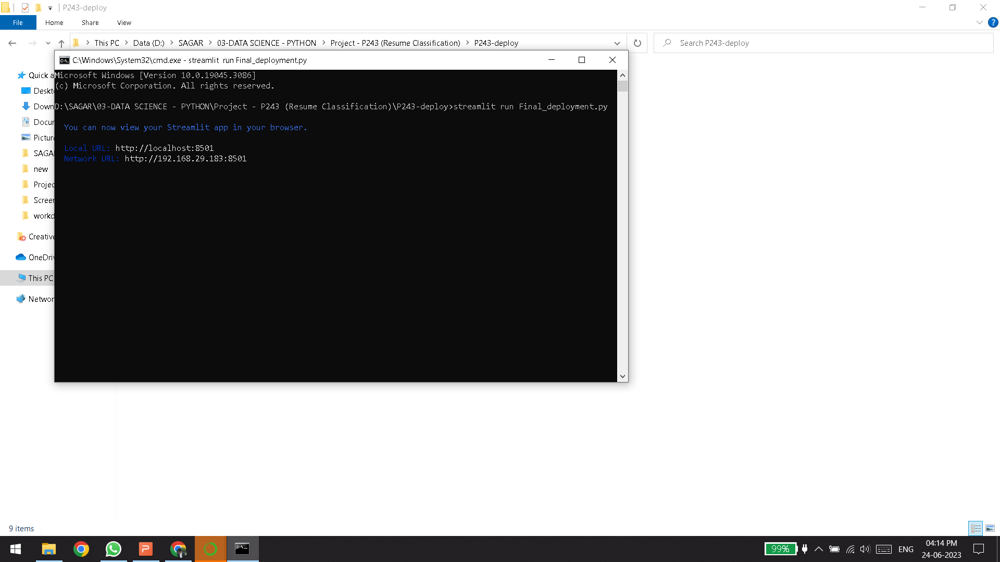 P243-deploy
File Home Share View
This PC Data (D:) SAGAR 03-DATA SCIENCE - PYTHON Project - P243 (Resume Classification) P243-deploy
Search P243-deploy
C:\Windows\System32\cmd.exe - streamlit run Final_deployment.py
Microsoft Windows [Version 10.0.19045.3086]
(c) Microsoft Corporation. All rights reserved.
D:\SAGAR\03-DATA SCIENCE - PYTHON\Project - P243 (Resume Classification)\P243-deploy>streamlit run Final_deployment.py
You can now view your Streamlit app in your browser.
Local URL: http://localhost:8501
Network URL: http://192.168.29.183:8501
Quick a
Deskt
Down
Docur
Picture
SAGA
new
Projec
Screer
workd
Creative
OneDriv
This PC
Networ
9 items
99%
ENG
04:14 PM
24-06-2023